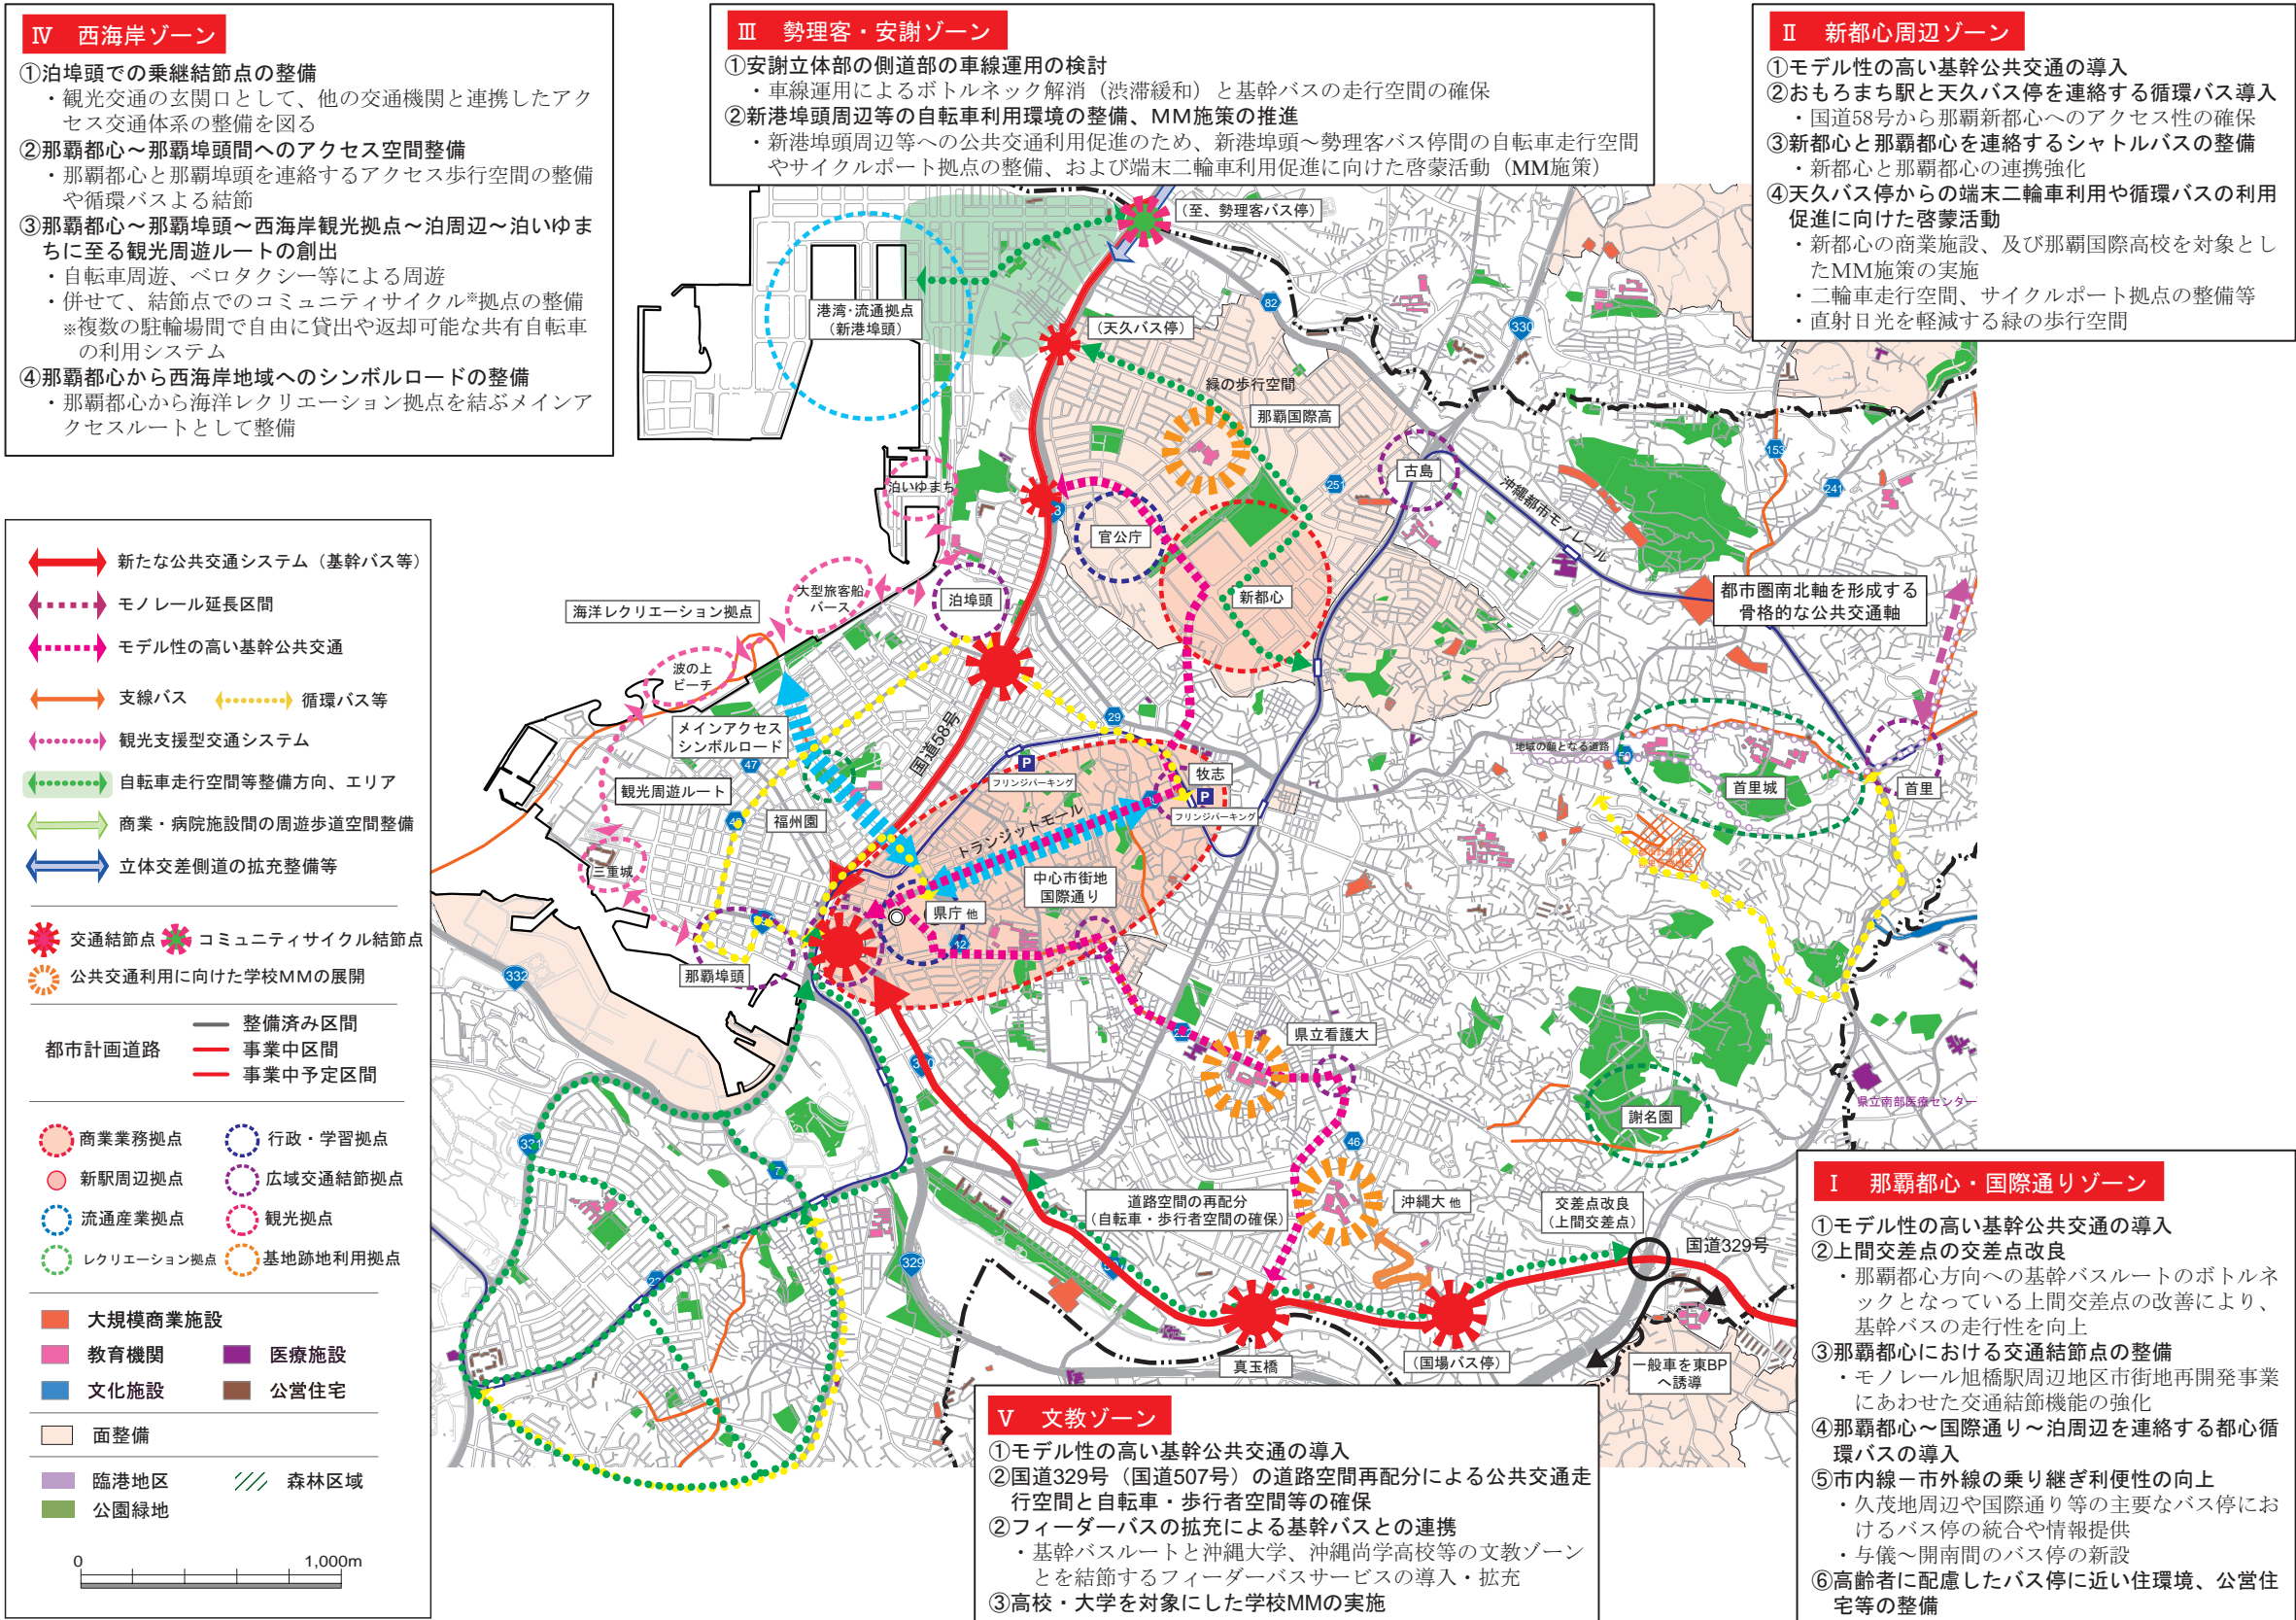 Ⅳ 西海岸ゾーン
①泊埠頭での乗継結節点の整備
・観光交通の玄関口として、他の交通機関と連携したアク
セス交通体系の整備を図る
②那覇都心～那覇埠頭間へのアクセス空間整備
・那覇都心と那覇埠頭を連絡するアクセス歩行空間の整備
や循環バスよる結節
③那覇都心～那覇埠頭～西海岸観光拠点～泊周辺～泊いゆま
ちに至る観光周遊ルートの創出
・自転車周遊、ベロタクシー等による周遊
・併せて、結節点でのコミュニティサイクル※拠点の整備
※複数の駐輪場間で自由に貸出や返却可能な共有自転車
の利用システム
④那覇都心から西海岸地域へのシンボルロードの整備
・那覇都心から海洋レクリエーション拠点を結ぶメインア
クセスルートとして整備
Ⅲ 勢理客・安謝ゾーン
①安謝立体部の側道部の車線運用の検討
・車線運用によるボトルネック解消（渋滞緩和）と基幹バスの走行空間の確保
②新港埠頭周辺等の自転車利用環境の整備、MM施策の推進
・新港埠頭周辺等への公共交通利用促進のため、新港埠頭～勢理客バス停間の自転車走行空間
やサイクルポート拠点の整備、および端末二輪車利用促進に向けた啓蒙活動（MM施策）
Ⅱ 新都心周辺ゾーン
①モデル性の高い基幹公共交通の導入
②おもろまち駅と天久バス停を連絡する循環バス導入
・国道58号から那覇新都心へのアクセス性の確保
③新都心と那覇都心を連絡するシャトルバスの整備
・新都心と那覇都心の連携強化
④天久バス停からの端末二輪車利用や循環バスの利用
促進に向けた啓蒙活動
・新都心の商業施設、及び那覇国際高校を対象とし
たMM施策の実施
・二輪車走行空間、サイクルポート拠点の整備等
・直射日光を軽減する緑の歩行空間
新たな公共交通システム（基幹バス等）
モノレール延長区間
モデル性の高い基幹公共交通
支線バス 循環バス等
観光支援型交通システム
自転車走行空間等整備方向、エリア
商業・病院施設間の周遊歩道空間整備
立体交差側道の拡充整備等
交通結節点 コミュニティサイクル結節点
公共交通利用に向けた学校MMの展開
都市計画道路
整備済み区間
事業中区間
事業中予定区間
商業業務拠点 行政・学習拠点
新駅周辺拠点 広域交通結節拠点
流通産業拠点 観光拠点
レクリエーション拠点 基地跡地利用拠点
大規模商業施設
教育機関 医療施設
文化施設 公営住宅
面整備
臨港地区 森林区域
公園緑地
0 1,000m
（至、勢理客バス停）
港湾・流通拠点
（新港埠頭）
（天久バス停）
82
330
緑の歩行空間
那覇国際高
153
古島
251
241
沖縄都市モノレール
泊いゆまち
官公庁
新都心
都市圏南北軸を形成する
骨格的な公共交通軸
大型旅客船
バース
泊埠頭
海洋レクリエーション拠点
波の上
ビーチ
国道58号
29
メインアクセス
シンボルロード
47
地域の顔となる道路
50
P
フリンジパーキング
牧志
P
フリンジパーキング
首里城
首里
観光周遊ルート
福州園
トランジットモール
三重城
中心市街地
国際通り
県庁 他
42
那覇埠頭
332
県立看護大
県立南部医療センター
謝名園
331
7
46
道路空間の再配分
（自転車・歩行者空間の確保）
沖縄大 他
交差点改良
（上間交差点）
国道329号
329
真玉橋
（国場バス停）
一般車を東BP
へ誘導
Ⅴ 文教ゾーン
①モデル性の高い基幹公共交通の導入
②国道329号（国道507号）の道路空間再配分による公共交通走
行空間と自転車・歩行者空間等の確保
②フィーダーバスの拡充による基幹バスとの連携
・基幹バスルートと沖縄大学、沖縄尚学高校等の文教ゾーン
とを結節するフィーダーバスサービスの導入・拡充
③高校・大学を対象にした学校MMの実施
Ⅰ 那覇都心・国際通りゾーン
①モデル性の高い基幹公共交通の導入
②上間交差点の交差点改良
・那覇都心方向への基幹バスルートのボトルネ
ックとなっている上間交差点の改善により、
基幹バスの走行性を向上
③那覇都心における交通結節点の整備
・モノレール旭橋駅周辺地区市街地再開発事業
にあわせた交通結節機能の強化
④那覇都心～国際通り～泊周辺を連絡する都心循
環バスの導入
⑤市内線－市外線の乗り継ぎ利便性の向上
・久茂地周辺や国際通り等の主要なバス停にお
けるバス停の統合や情報提供
・与儀～開南間のバス停の新設
⑥高齢者に配慮したバス停に近い住環境、公営住
宅等の整備